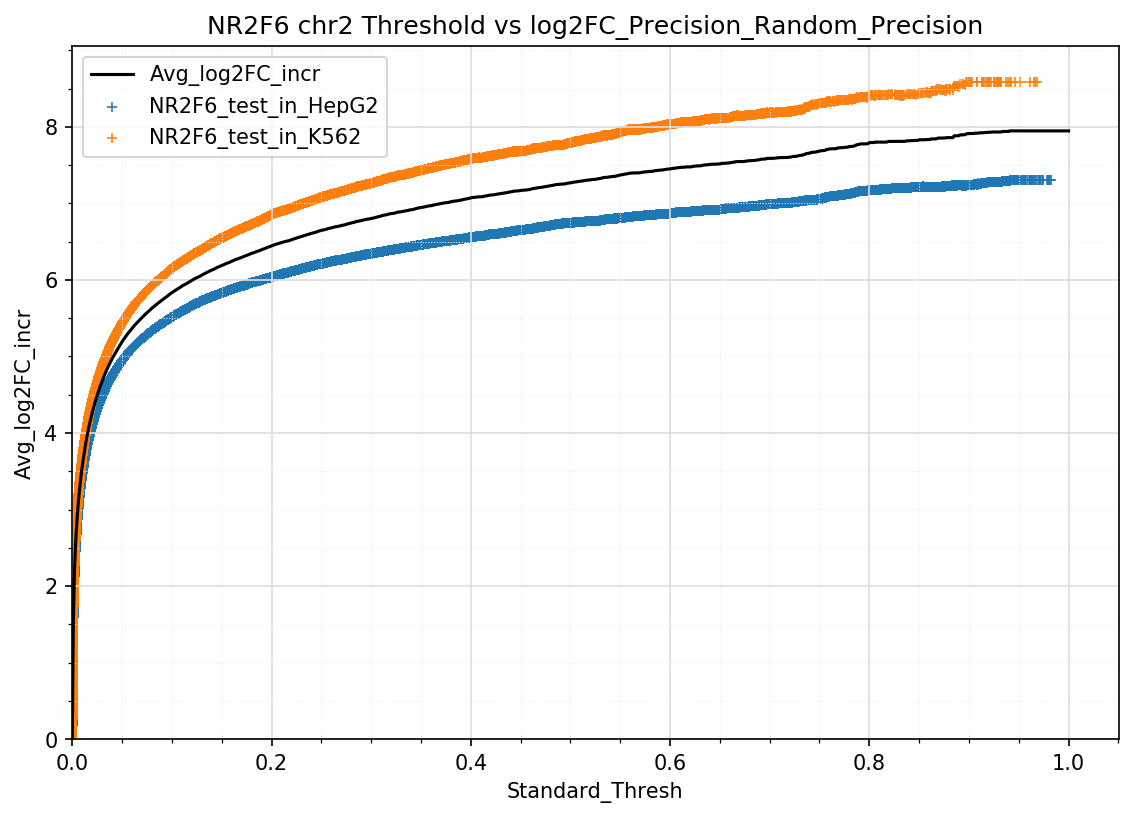 NR2F6 chr2 Threshold vs log2FC_Precision_Random_Precision
Avg_log2FC_incr
NR2F6_test_in_HepG2
NR2F6_test_in_K562
Avg_log2FC_incr
8
6
4
2
0
0.0 0.2 0.4 0.6 0.8 1.0
Standard_Thresh